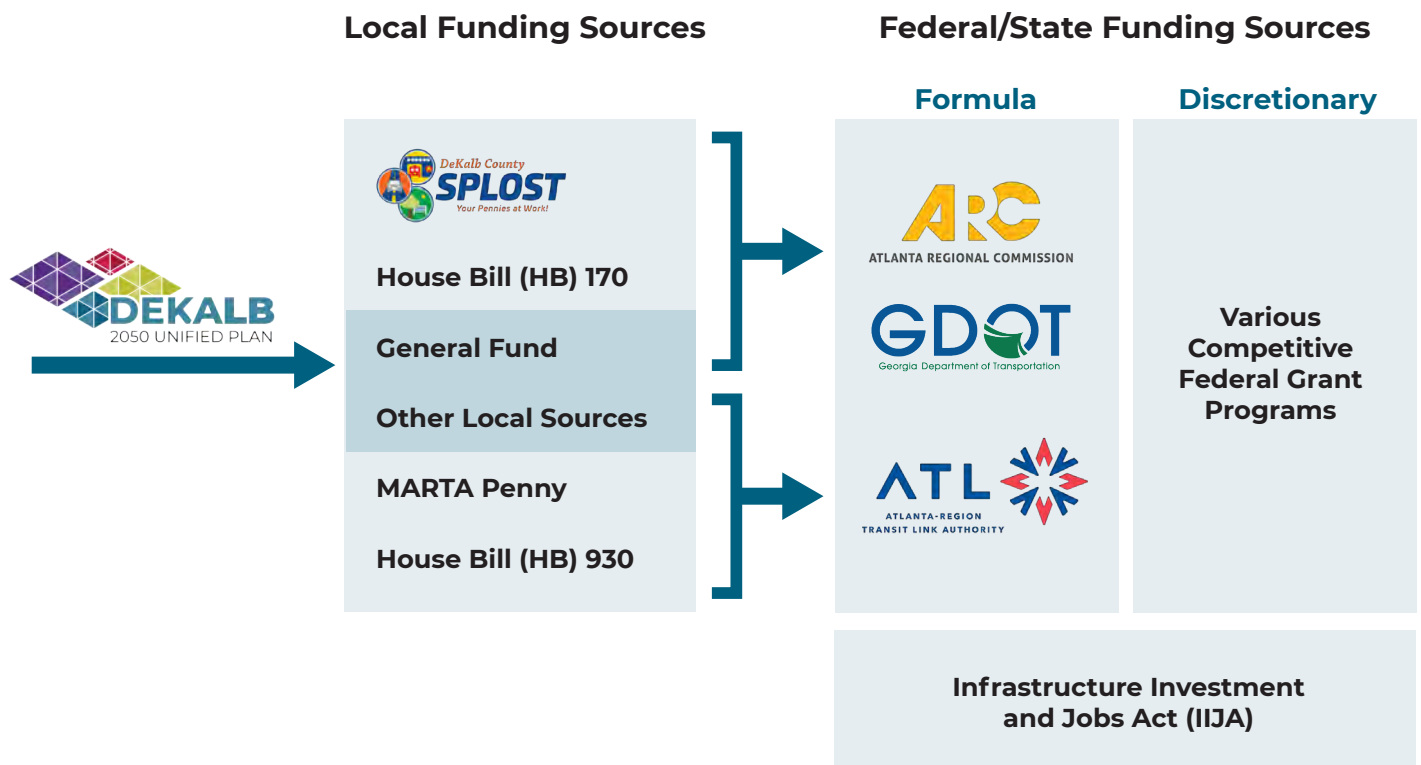 Local Funding Sources
Federal/State Funding Sources
Formula
Discretionary
DeKalb County
SPLOST
Your Pennies at Work!
House Bill (HB) 170
General Fund
Other Local Sources
MARTA Penny
House Bill (HB) 930
DEKALB
2050 UNIFIED PLAN
ARC
ATLANTA REGIONAL COMMISSION
GDOT
Georgia Department of Transportation
ATL
ATLANTA-REGION
TRANSIT LINK AUTHORITY
Various
Competitive
Federal Grant
Programs
Infrastructure Investment
and Jobs Act (IIJA)